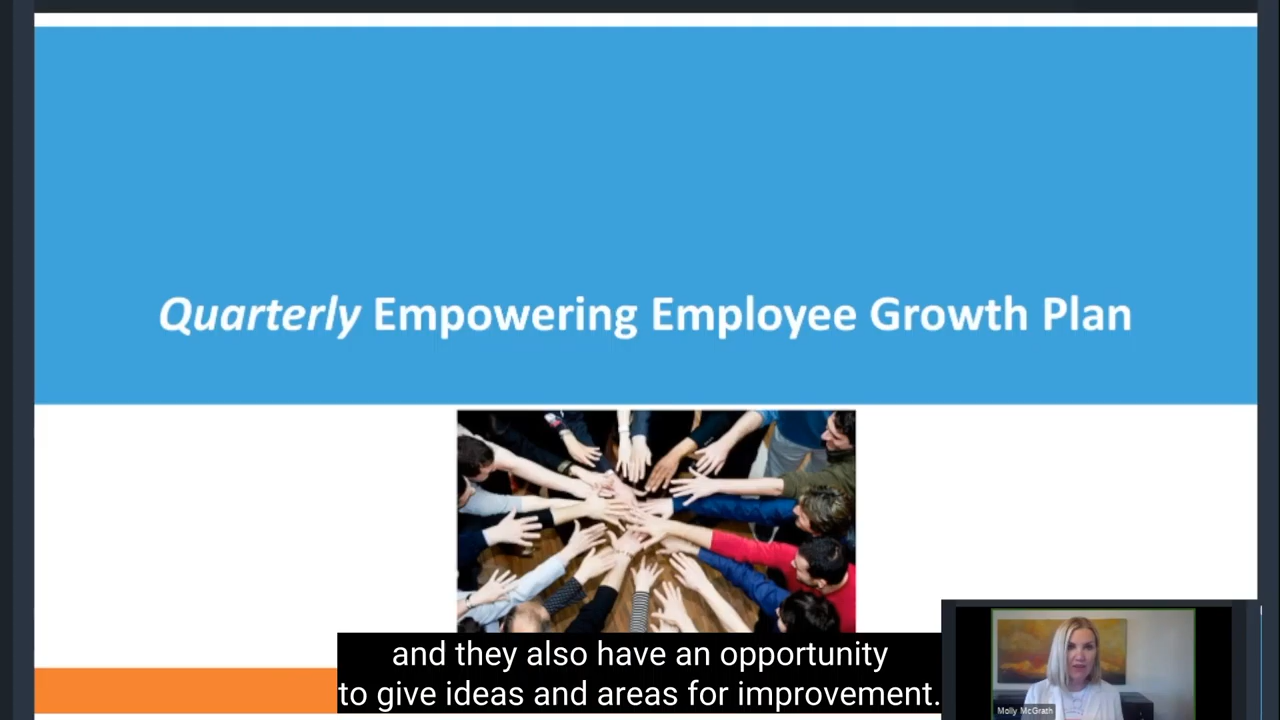 Quarterly Empowering Employee Growth Plan
and they also have an opportunity
to give ideas and areas for improvement.
Molly McGrath